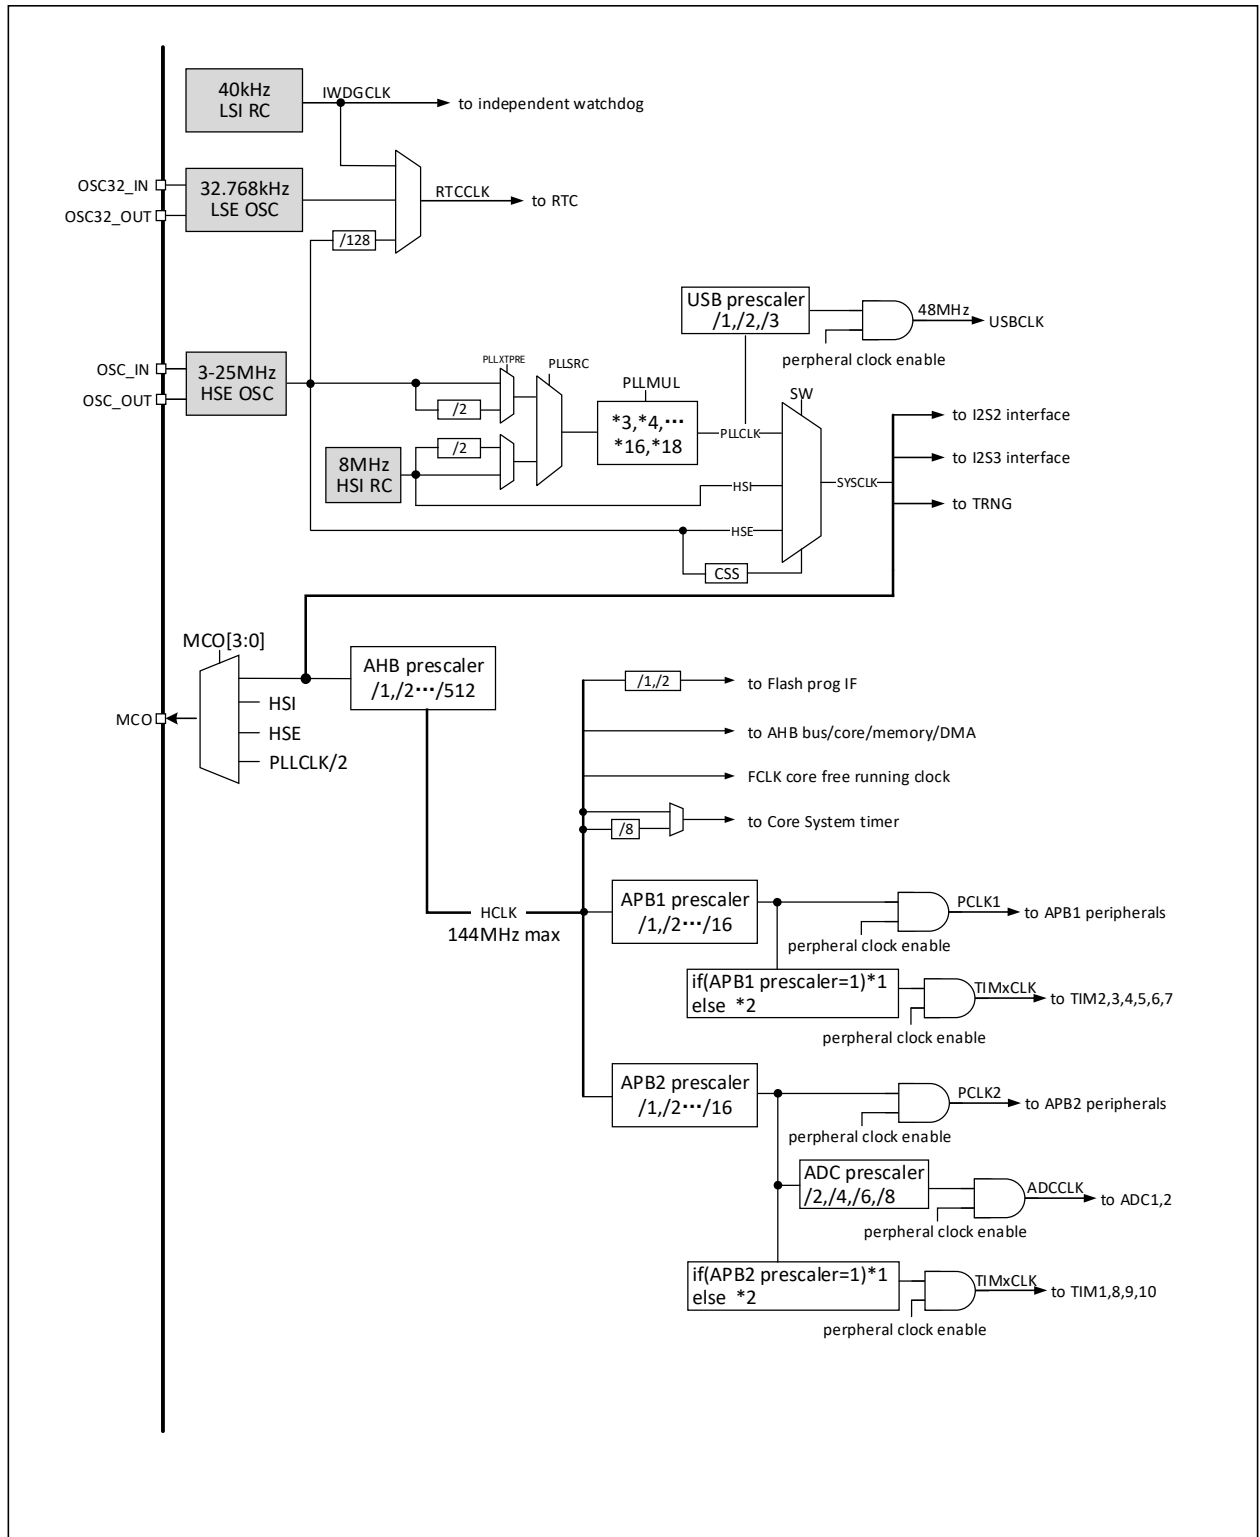 40kHz
LSI RC
IWDGCLK
to independent watchdog
OSC32_IN
OSC32_OUT
32.768kHz
LSE OSC
RTCCLK
to RTC
/128
USB prescaler
/1,/2,/3
48MHz
USBCLK
perpheral clock enable
OSC_IN
OSC_OUT
3-25MHz
HSE OSC
PLLXTPRE
PLLSRC
/2
PLLMUL
*3,*4,···
*16,*18
PLLCLK
SW
/2
8MHz
HSI RC
HSI
HSE
CSS
SYSCLK
to I2S2 interface
to I2S3 interface
to TRNG
MCO[3:0]
MCO
HSI
HSE
PLLCLK/2
AHB prescaler
/1,/2···/512
/1,/2
to Flash prog IF
to AHB bus/core/memory/DMA
FCLK core free running clock
/8
to Core System timer
HCLK
144MHz max
APB1 prescaler
/1,/2···/16
PCLK1
to APB1 peripherals
perpheral clock enable
if(APB1 prescaler=1)*1
else *2
TIMxCLK
to TIM2,3,4,5,6,7
perpheral clock enable
APB2 prescaler
/1,/2···/16
PCLK2
to APB2 peripherals
perpheral clock enable
ADC prescaler
/2,/4,/6,/8
ADCCLK
to ADC1,2
perpheral clock enable
if(APB2 prescaler=1)*1
else *2
TIMxCLK
to TIM1,8,9,10
perpheral clock enable